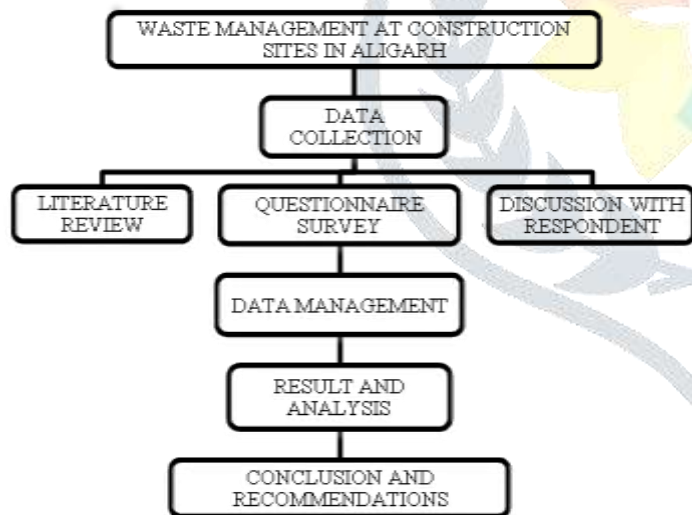 WASTE MANAGEMENT AT CONSTRUCTION
SITES IN ALIGARH
DATA
COLLECTION
LITERATURE
REVIEW
QUESTIONNAIRE
SURVEY
DISCUSSION WITH
RESPONDENT
DATA MANAGEMENT
RESULT AND
ANALYSIS
CONCLUSION AND
RECOMMENDATIONS